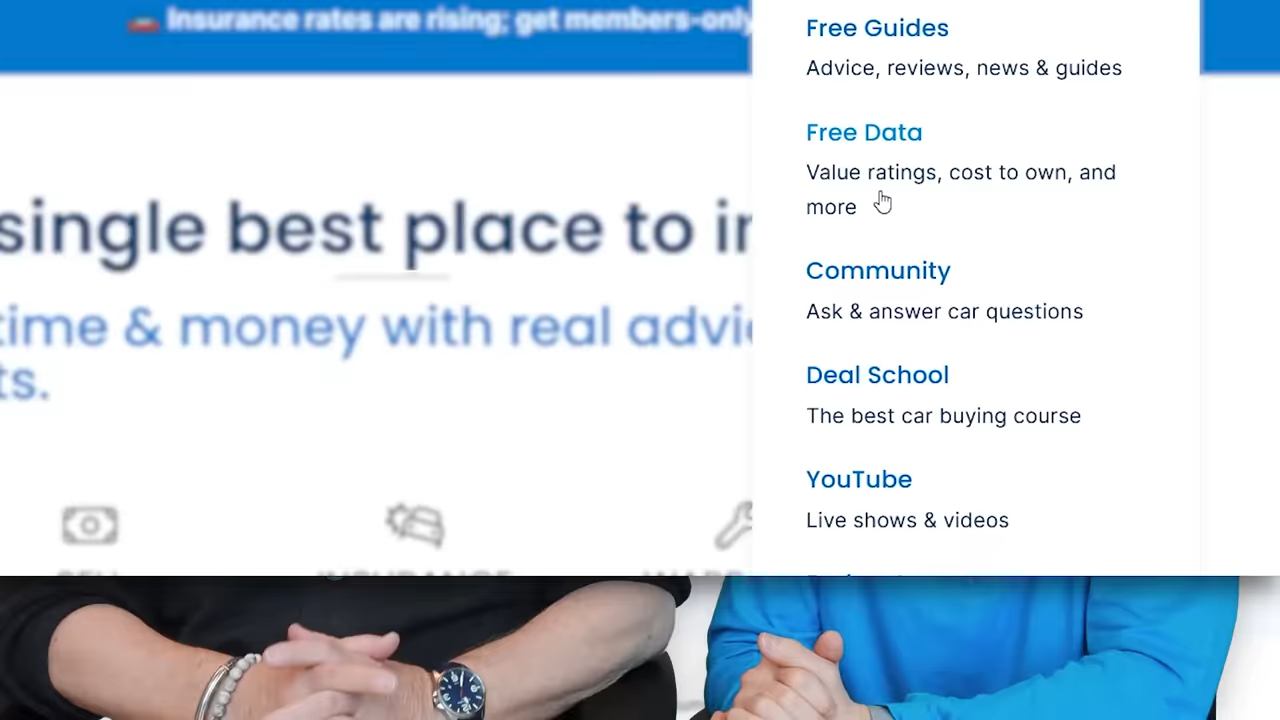 Insurance rates are rising; get members-only
single best place to in
time & money with real advic
ts.
INSURANCE
Free Guides
Advice, reviews, news & guides
Free Data
Value ratings, cost to own, and
more
Community
Ask & answer car questions
Deal School
The best car buying course
YouTube
Live shows & videos